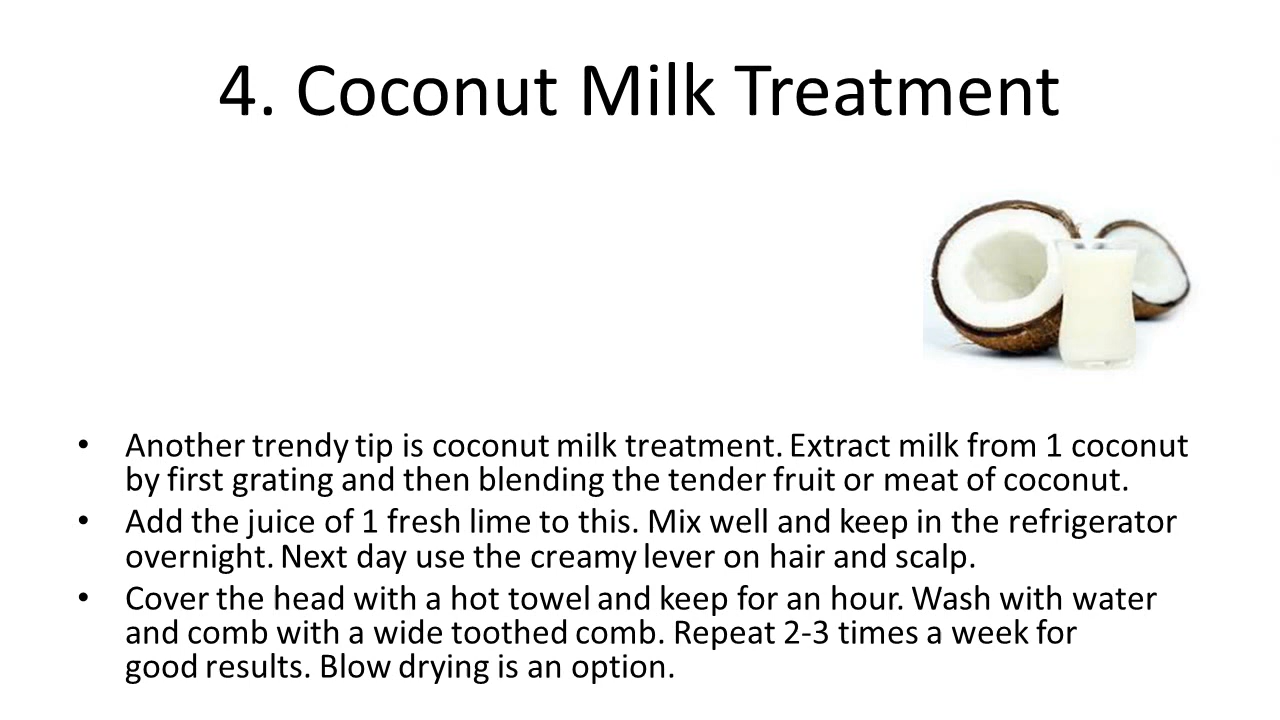 4. Coconut Milk Treatment
• Another trendy tip is coconut milk treatment. Extract milk from 1 coconut
by first grating and then blending the tender fruit or meat of coconut.
• Add the juice of 1 fresh lime to this. Mix well and keep in the refrigerator
overnight. Next day use the creamy lever on hair and scalp.
• Cover the head with a hot towel and keep for an hour. Wash with water
and comb with a wide toothed comb. Repeat 2-3 times a week for
good results. Blow drying is an option.